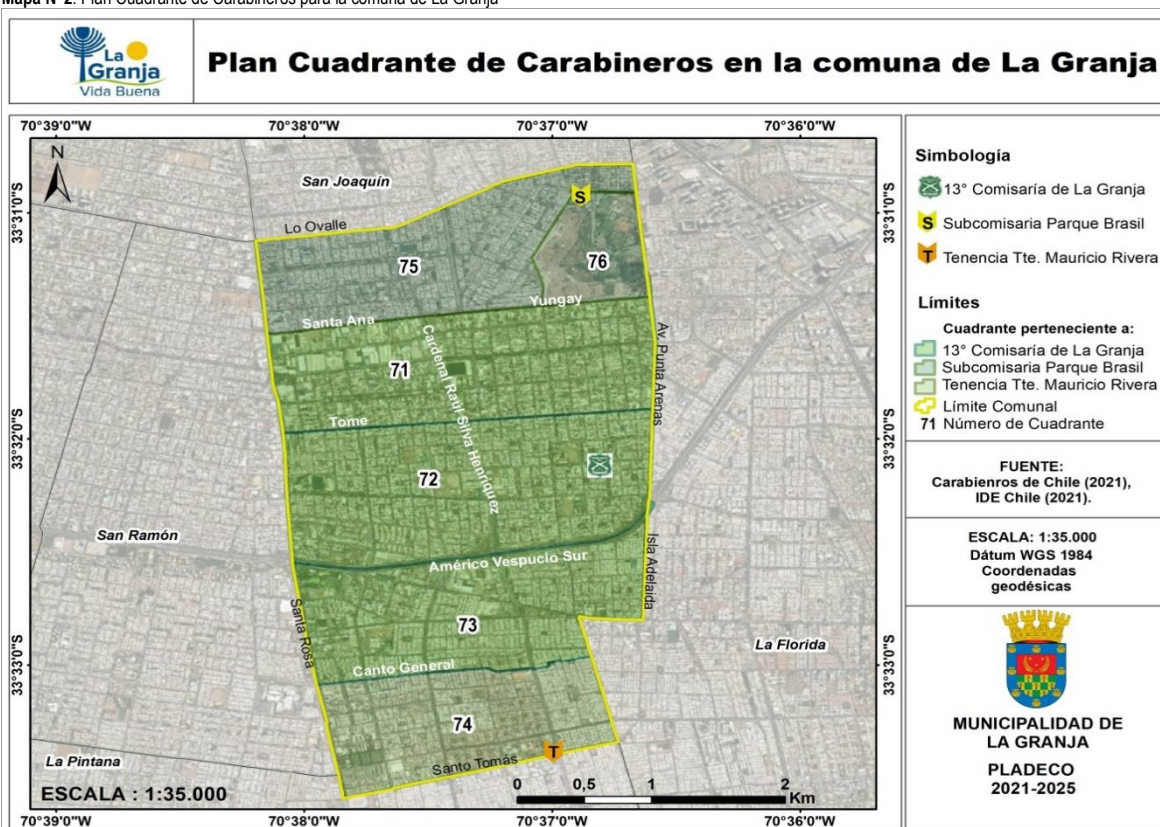 Mapa N°2. Plan Cuadrante de Carabineros para la comuna de La Granja
La
Granja
Vida Buena
Plan Cuadrante de Carabineros en la comuna de La Granja
70°39'0"W
70°38'0"W
70°37'0"W
70°36'0"W
N
San Joaquín
33°31'0"S
33°31'0"S
Lo Ovalle
S
75
76
Yungay
Santa Ana
Cardenal Raúl Silva Henríquez
Av. Punta Arenas
71
Tome
33°32'0"S
33°32'0"S
72
San Ramón
Américo Vespucio Sur
Isla Adelaida
Santa Rosa
73
La Florida
33°33'0"S
33°33'0"S
Canto General
74
La Pintana
Santo Tomás
T
ESCALA : 1:35.000
0 0,5 1 2
Km
70°39'0"W
70°38'0"W
70°37'0"W
70°36'0"W
Simbología
13° Comisaría de La Granja
S Subcomisaria Parque Brasil
T Tenencia Tte. Mauricio Rivera
Límites
Cuadrante perteneciente a:
13° Comisaría de La Granja
Subcomisaria Parque Brasil
Tenencia Tte. Mauricio Rivera
Límite Comunal
71 Número de Cuadrante
FUENTE:
Carabienros de Chile (2021),
IDE Chile (2021).
ESCALA: 1:35.000
Dátum WGS 1984
Coordenadas
geodésicas
MUNICIPALIDAD DE
LA GRANJA
PLADECO
2021-2025